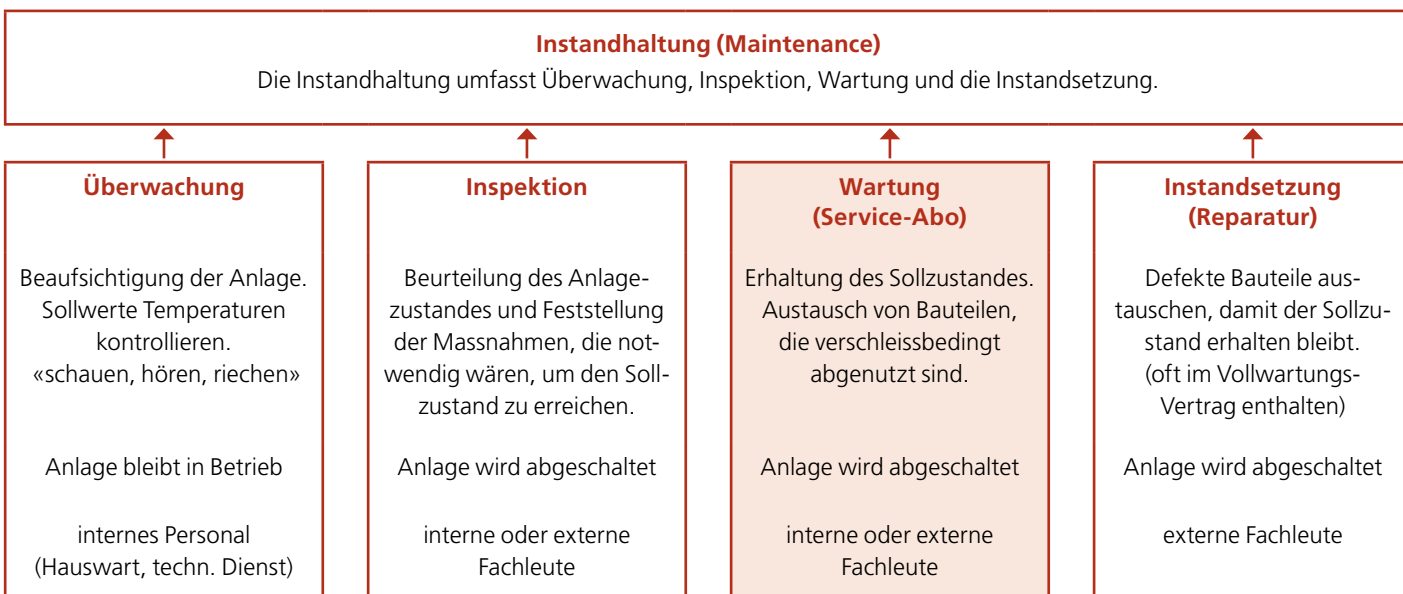 Instandhaltung (Maintenance)
Die Instandhaltung umfasst Überwachung, Inspektion, Wartung und die Instandsetzung.
Überwachung
Beaufsichtigung der Anlage.
Sollwerte Temperaturen
kontrollieren.
«schauen, hören, riechen»
Anlage bleibt in Betrieb
internes Personal
(Hauswart, techn. Dienst)
Inspektion
Beurteilung des Anlage-
zustandes und Feststellung
der Massnahmen, die not-
wendig wären, um den Soll-
zustand zu erreichen.
Anlage wird abgeschaltet
interne oder externe
Fachleute
Wartung
(Service-Abo)
Erhaltung des Sollzustandes.
Austausch von Bauteilen,
die verschleissbedingt
abgenutzt sind.
Anlage wird abgeschaltet
interne oder externe
Fachleute
Instandsetzung
(Reparatur)
Defekte Bauteile aus-
tauschen, damit der Sollzu-
stand erhalten bleibt.
(oft im Vollwartungs-
Vertrag enthalten)
Anlage wird abgeschaltet
externe Fachleute